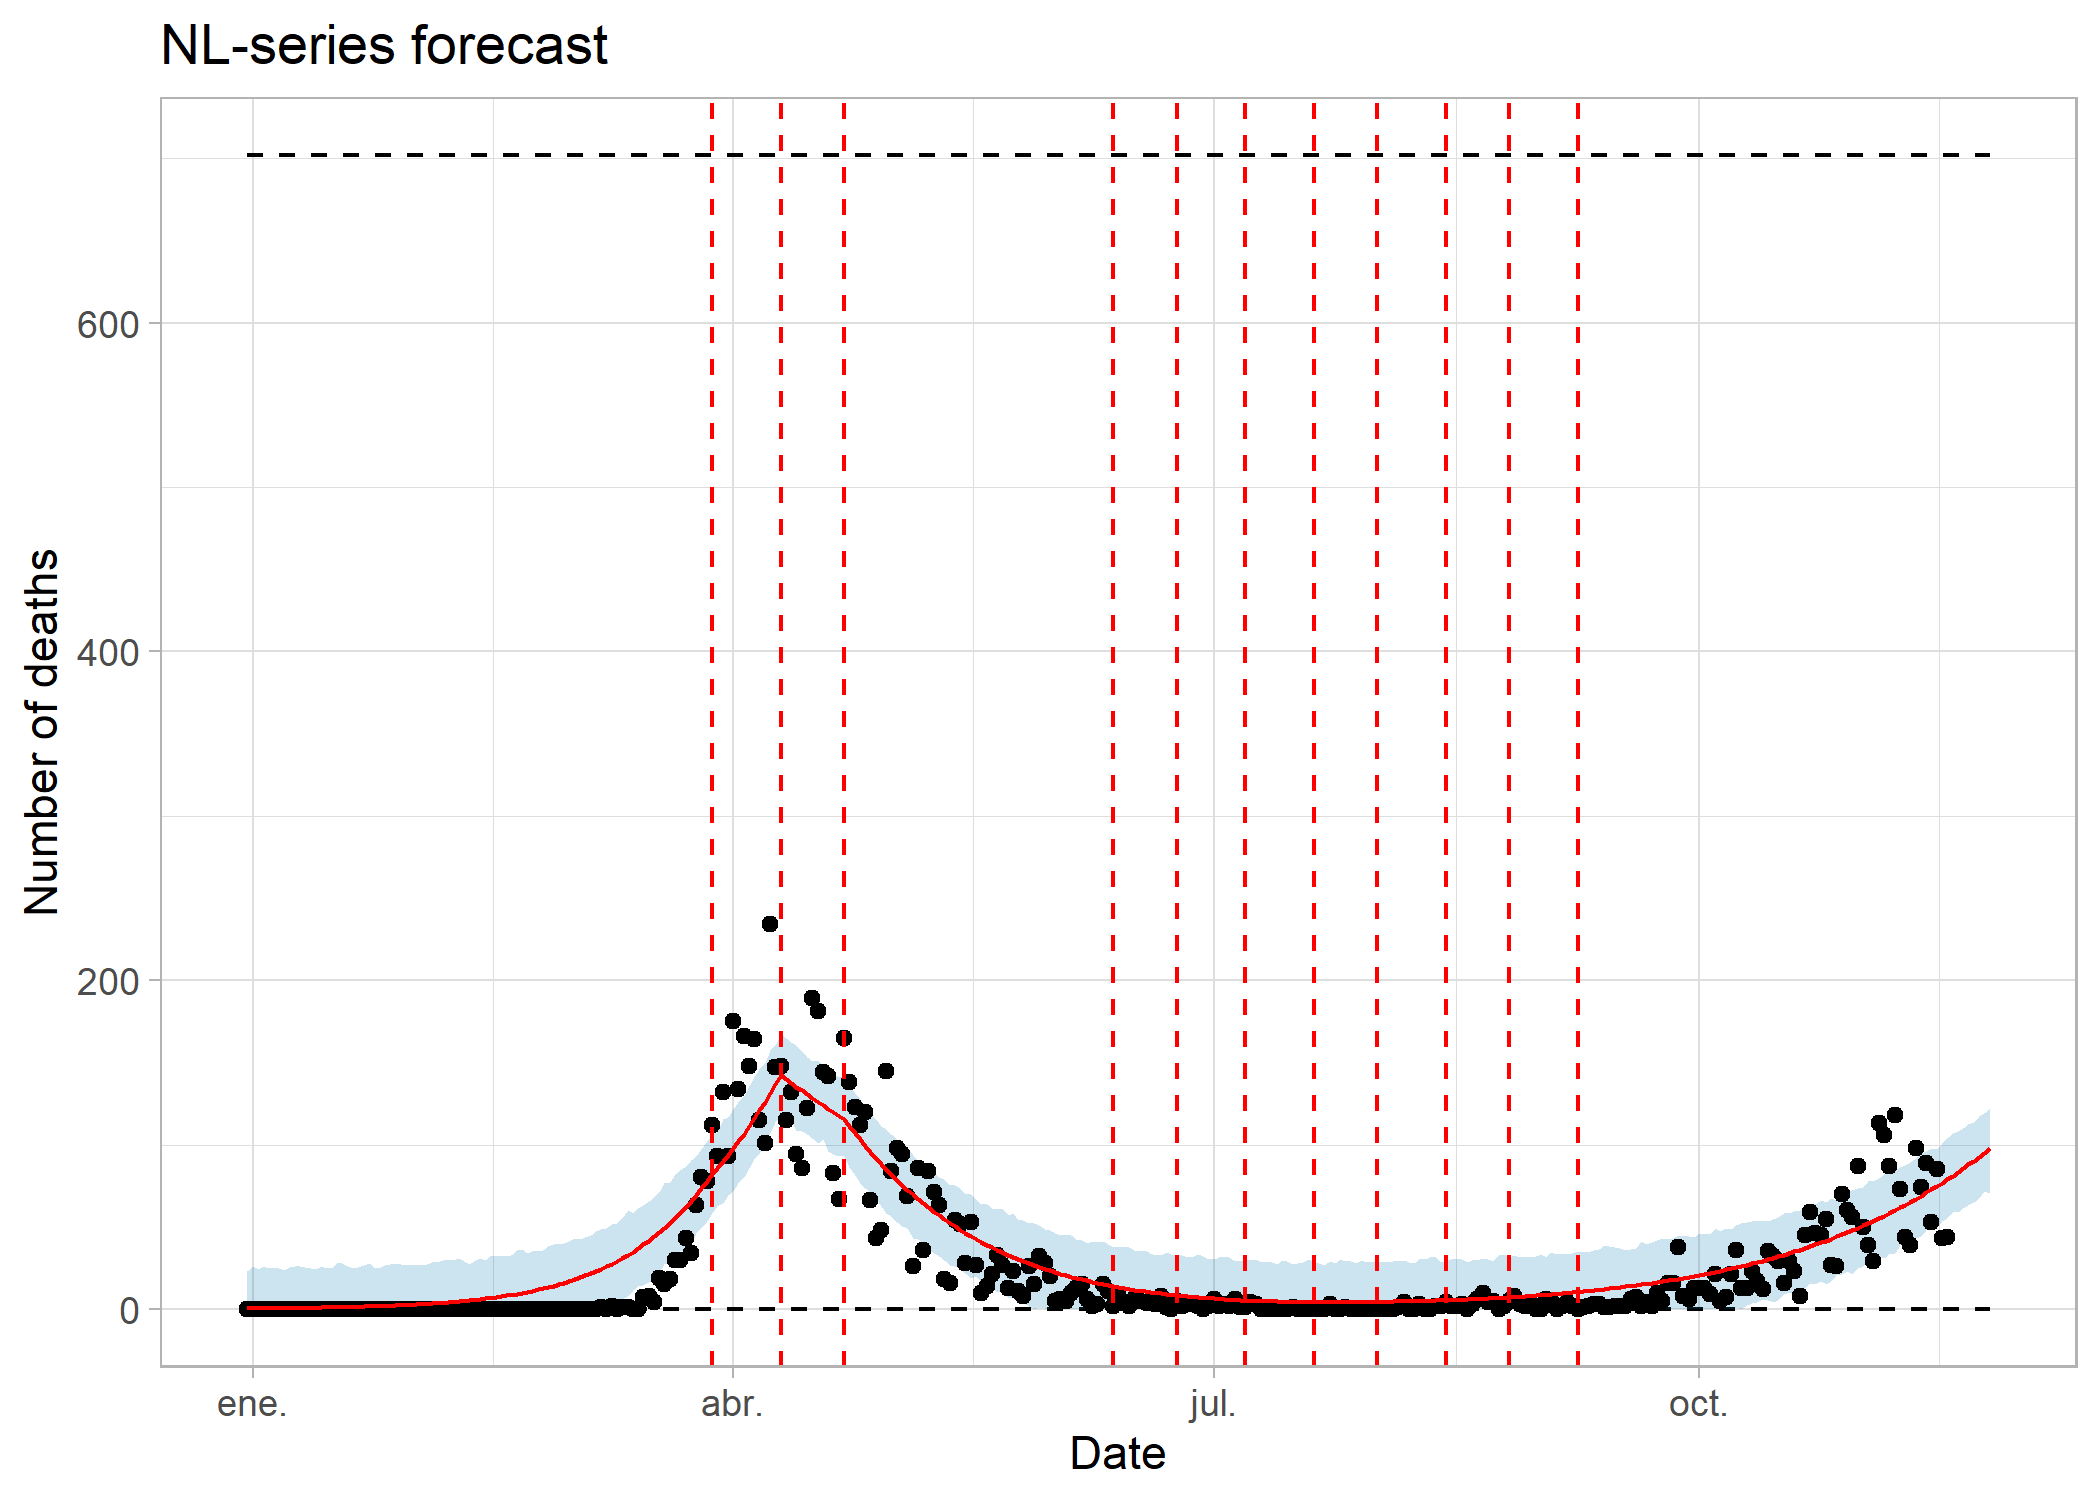 NL-series forecast
Number of deaths
600
400
200
0
ene.
abr.
jul.
oct.
Date